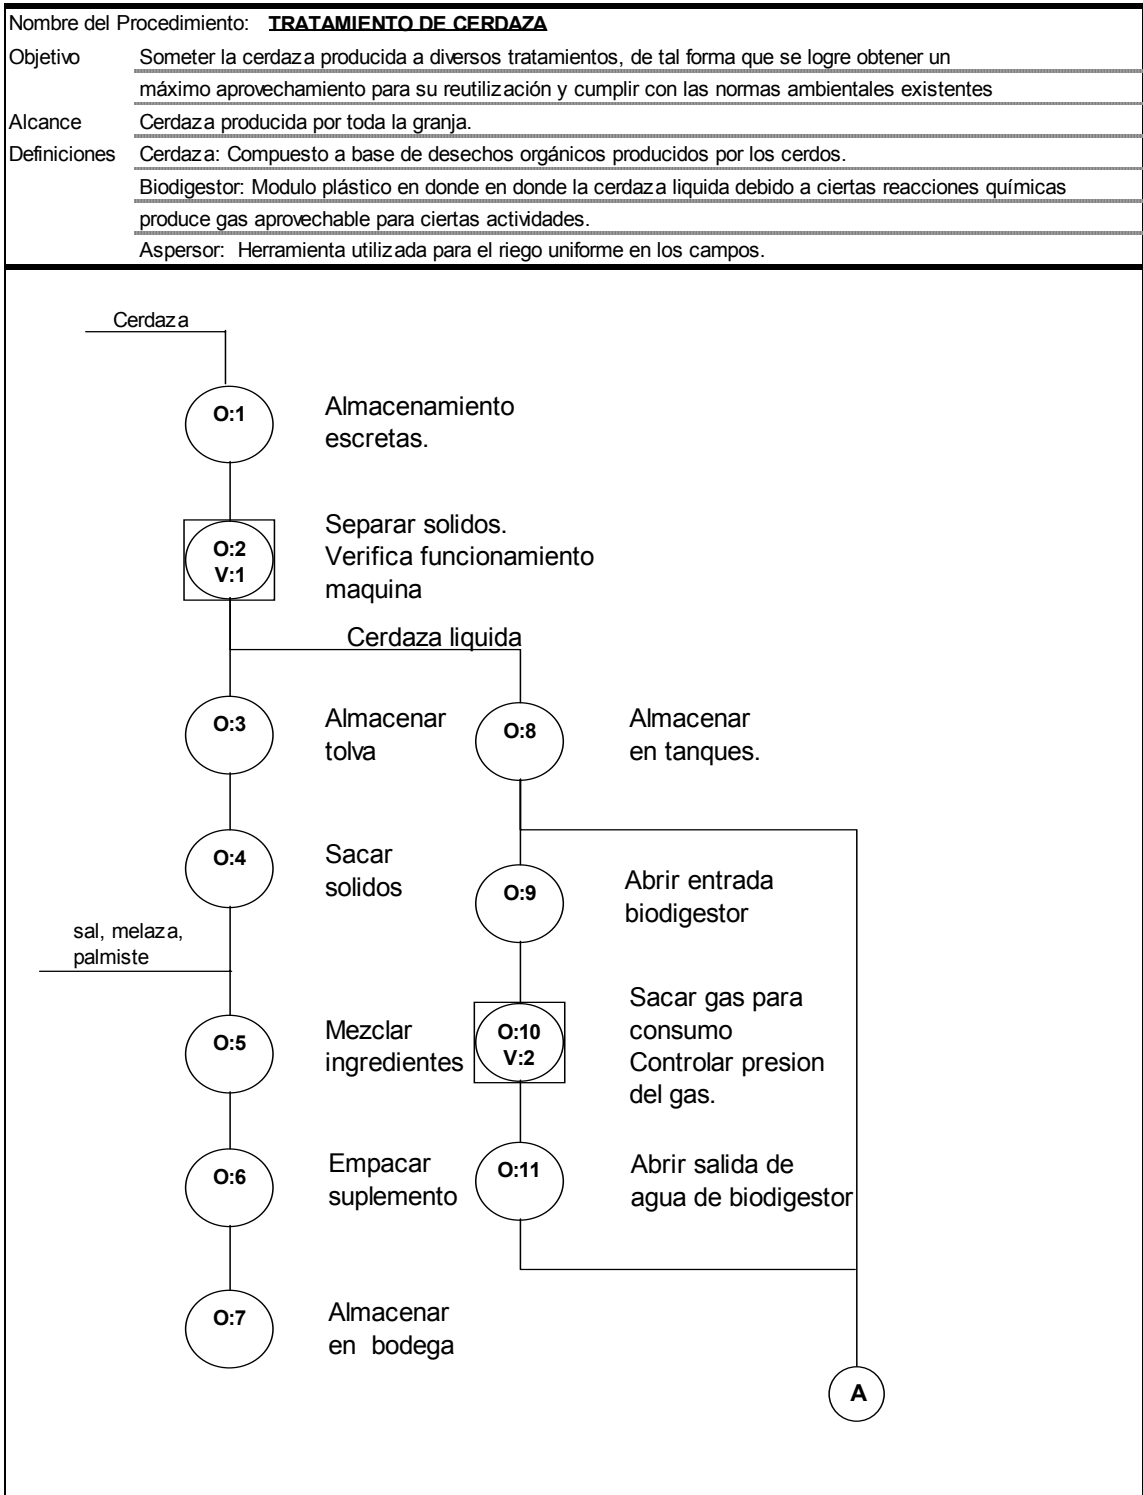 Nombre del Procedimiento: TRATAMIENTO DE CERDAZA
Objetivo Someter la cerdaza producida a diversos tratamientos, de tal forma que se logre obtener un
máximo aprovechamiento para su reutilización y cumplir con las normas ambientales existentes
Alcance Cerdaza producida por toda la granja.
Definiciones Cerdaza: Compuesto a base de desechos orgánicos producidos por los cerdos.
Biodigestor: Modulo plástico en donde en donde la cerdaza liquida debido a ciertas reacciones químicas
produce gas aprovechable para ciertas actividades.
Aspersor: Herramienta utilizada para el riego uniforme en los campos.
Cerdaza
O:1
Almacenamiento
escretas.
O:2
V:1
Separar solidos.
Verifica funcionamiento
maquina
Cerdaza liquida
O:3
Almacenar
tolva
O:8
Almacenar
en tanques.
O:4
Sacar
solidos
O:9
Abrir entrada
biodigestor
sal, melaza,
palmiste
O:5
Mezclar
ingredientes
O:10
V:2
Sacar gas para
consumo
Controlar presion
del gas.
O:6
Empacar
suplemento
O:11
Abrir salida de
agua de biodigestor
O:7
Almacenar
en bodega
A